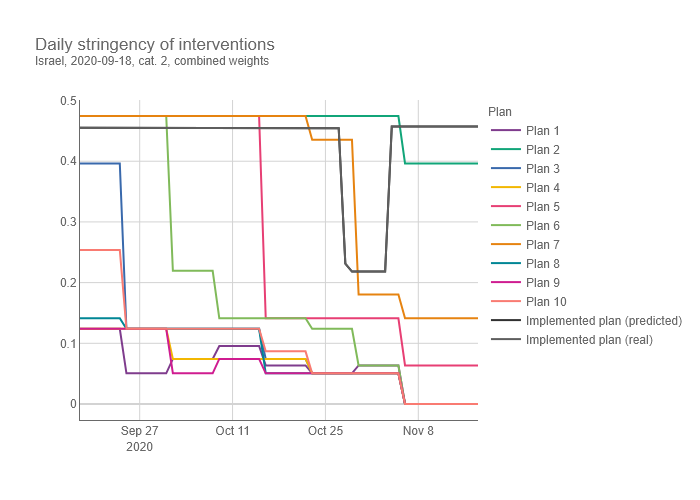 Daily stringency of interventions
Israel, 2020-09-18, cat. 2, combined weights
0.5
0.4
0.3
0.2
0.1
0
Sep 27
2020
Oct 11
Oct 25
Nov 8
Plan
Plan 1
Plan 2
Plan 3
Plan 4
Plan 5
Plan 6
Plan 7
Plan 8
Plan 9
Plan 10
Implemented plan (predicted)
Implemented plan (real)